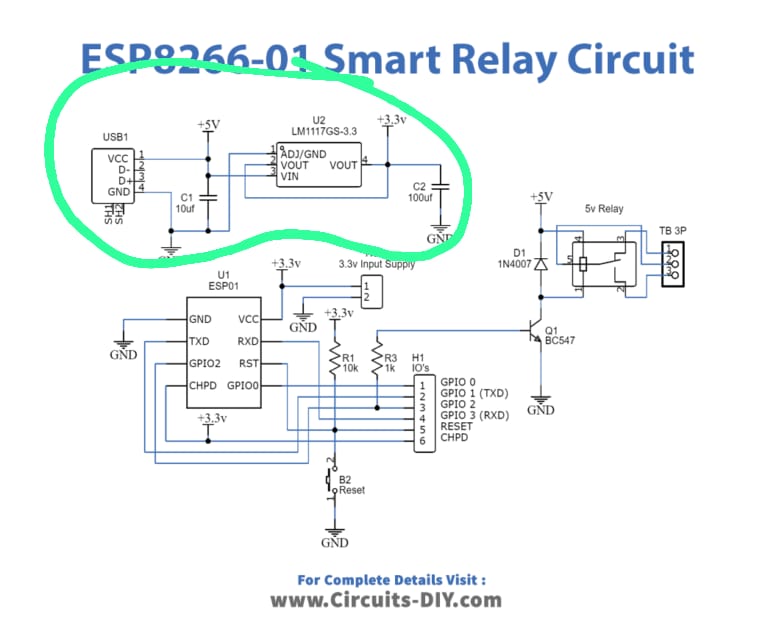 ESP8266-01 Smart Relay Circuit
USB1
VCC 1
D- 2
D+ 3
GND 4
SH1
SH2
+5V
C1
10uf
U2
LM1117GS-3.3
1 ADJ/GND
2 VOUT
3 VIN
VOUT 4
+3.3v
C2
100uf
GND
+5V
5v Relay
TB 3P
D1
1N4007
4
3
5
1
2
1
2
3
Q1
BC547
GND
3.3v Input Supply
1
2
+3.3v
GND
U1
ESP01
GND VCC
TXD RXD
GPIO2 RST
CHPD GPIO0
GND
+3.3v
+3.3v
R1
10k
R3
1k
H1
IO's
1 GPIO 0
2 GPIO 1 (TXD)
3 GPIO 2
4 GPIO 3 (RXD)
5 RESET
6 CHPD
2
B2
Reset
1
GND
For Complete Details Visit :
www.Circuits-DIY.com